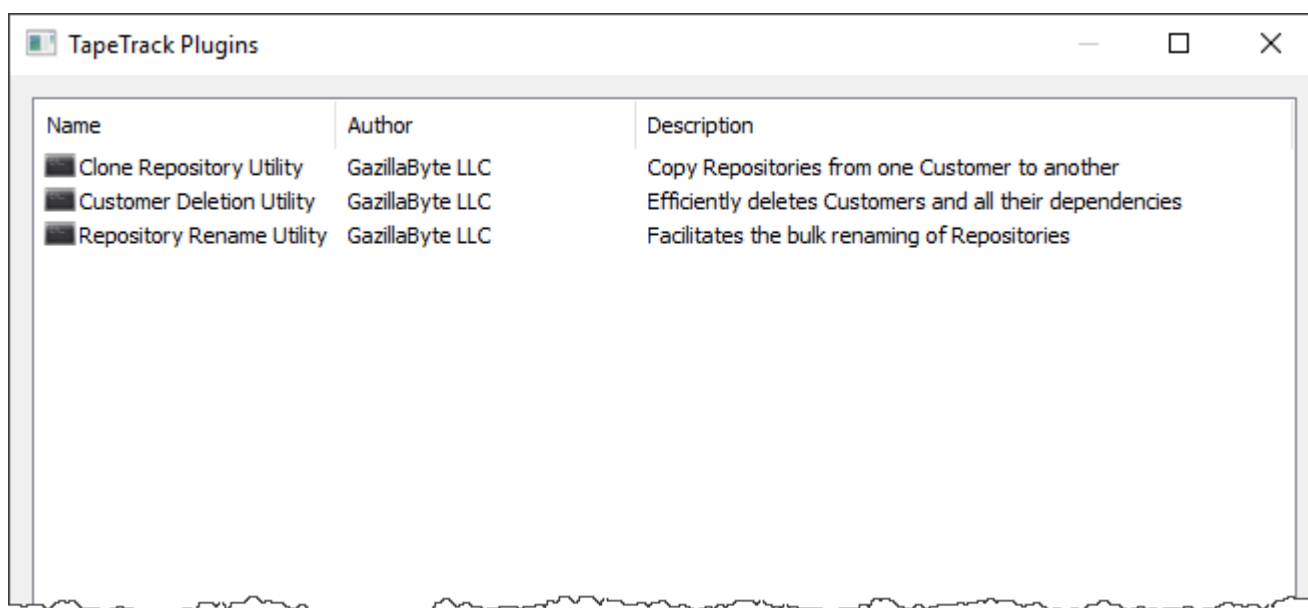 TapeTrack Plugins
Name Author Description
Clone Repository Utility GazillaByte LLC Copy Repositories from one Customer to another
Customer Deletion Utility GazillaByte LLC Efficiently deletes Customers and all their dependencies
Repository Rename Utility GazillaByte LLC Facilitates the bulk renaming of Repositories